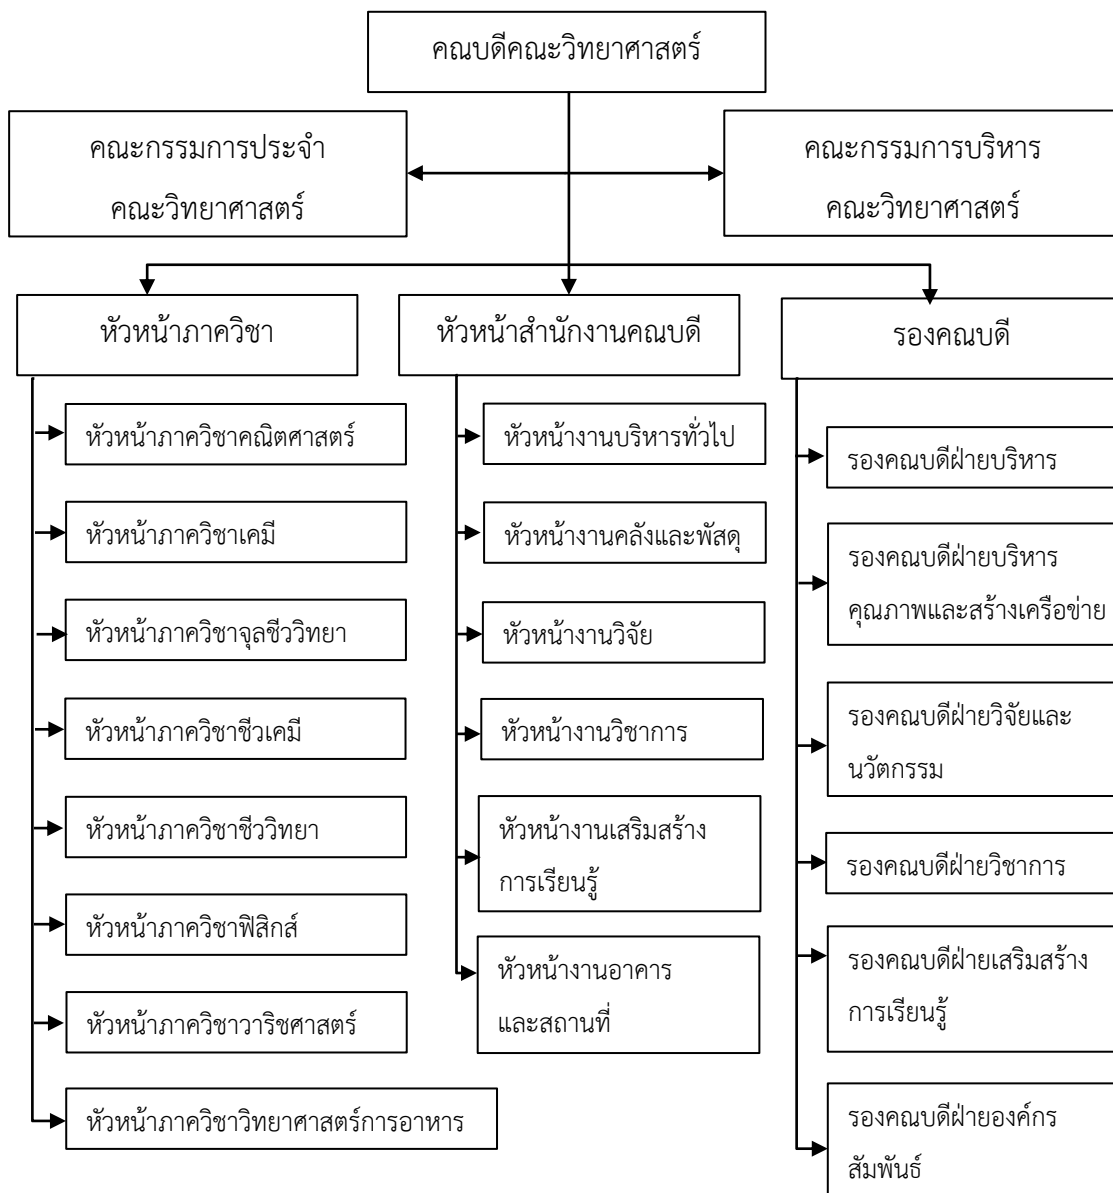 คณบดีคณะวิทยาศาสตร์
คณะกรรมการประจำ
คณะวิทยาศาสตร์
คณะกรรมการบริหาร
คณะวิทยาศาสตร์
หัวหน้าภาควิชา
หัวหน้าภาควิชาคณิตศาสตร์
หัวหน้าภาควิชาเคมี
หัวหน้าภาควิชาจุลชีววิทยา
หัวหน้าภาควิชาชีวเคมี
หัวหน้าภาควิชาชีววิทยา
หัวหน้าภาควิชาฟิสิกส์
หัวหน้าภาควิชาวาริชศาสตร์
หัวหน้าภาควิชาวิทยาศาสตร์การอาหาร
หัวหน้าสำนักงานคณบดี
หัวหน้างานบริหารทั่วไป
หัวหน้างานคลังและพัสดุ
หัวหน้างานวิจัย
หัวหน้างานวิชาการ
หัวหน้างานเสริมสร้าง
การเรียนรู้
หัวหน้างานอาคาร
และสถานที่
รองคณบดี
รองคณบดีฝ่ายบริหาร
รองคณบดีฝ่ายบริหาร
คุณภาพและสร้างเครือข่าย
รองคณบดีฝ่ายวิจัยและ
นวัตกรรม
รองคณบดีฝ่ายวิชาการ
รองคณบดีฝ่ายเสริมสร้าง
การเรียนรู้
รองคณบดีฝ่ายองค์กร
สัมพันธ์